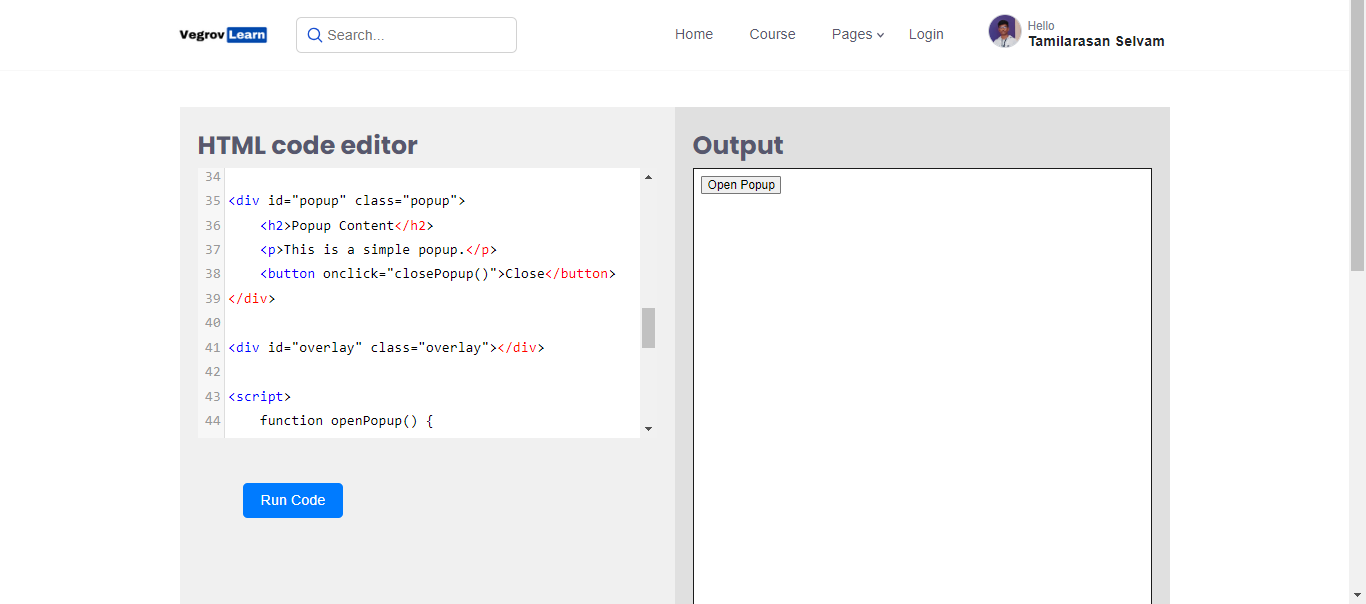 Vegrov Learn
Search...
Home
Course
Pages
Login
Hello
Tamilarasan Selvam
HTML code editor
34
35 <div id="popup" class="popup">
36     <h2>Popup Content</h2>
37     <p>This is a simple popup.</p>
38     <button onclick="closePopup()">Close</button>
39 </div>
40
41 <div id="overlay" class="overlay"></div>
42
43 <script>
44     function openPopup() {
Run Code
Output
Open Popup